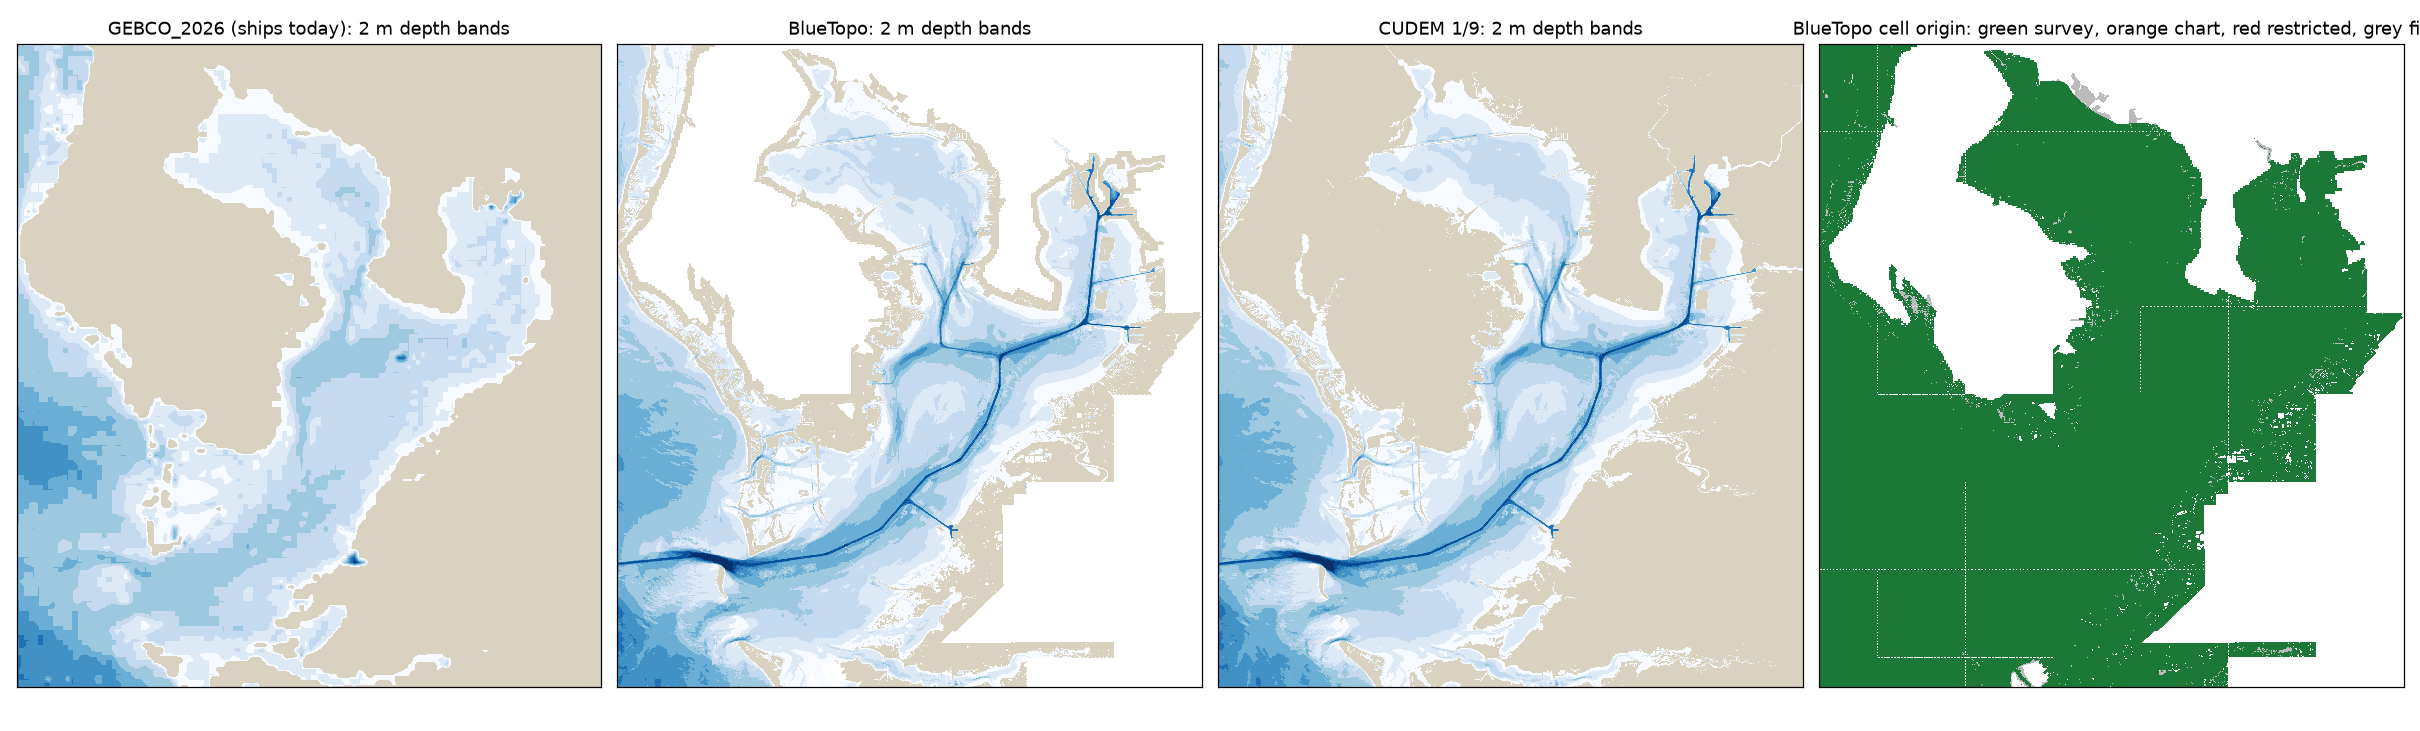 GEBCO_2026 (ships today): 2 m depth bands
BlueTopo: 2 m depth bands
CUDEM 1/9: 2 m depth bands
BlueTopo cell origin: green survey, orange chart, red restricted, grey fi